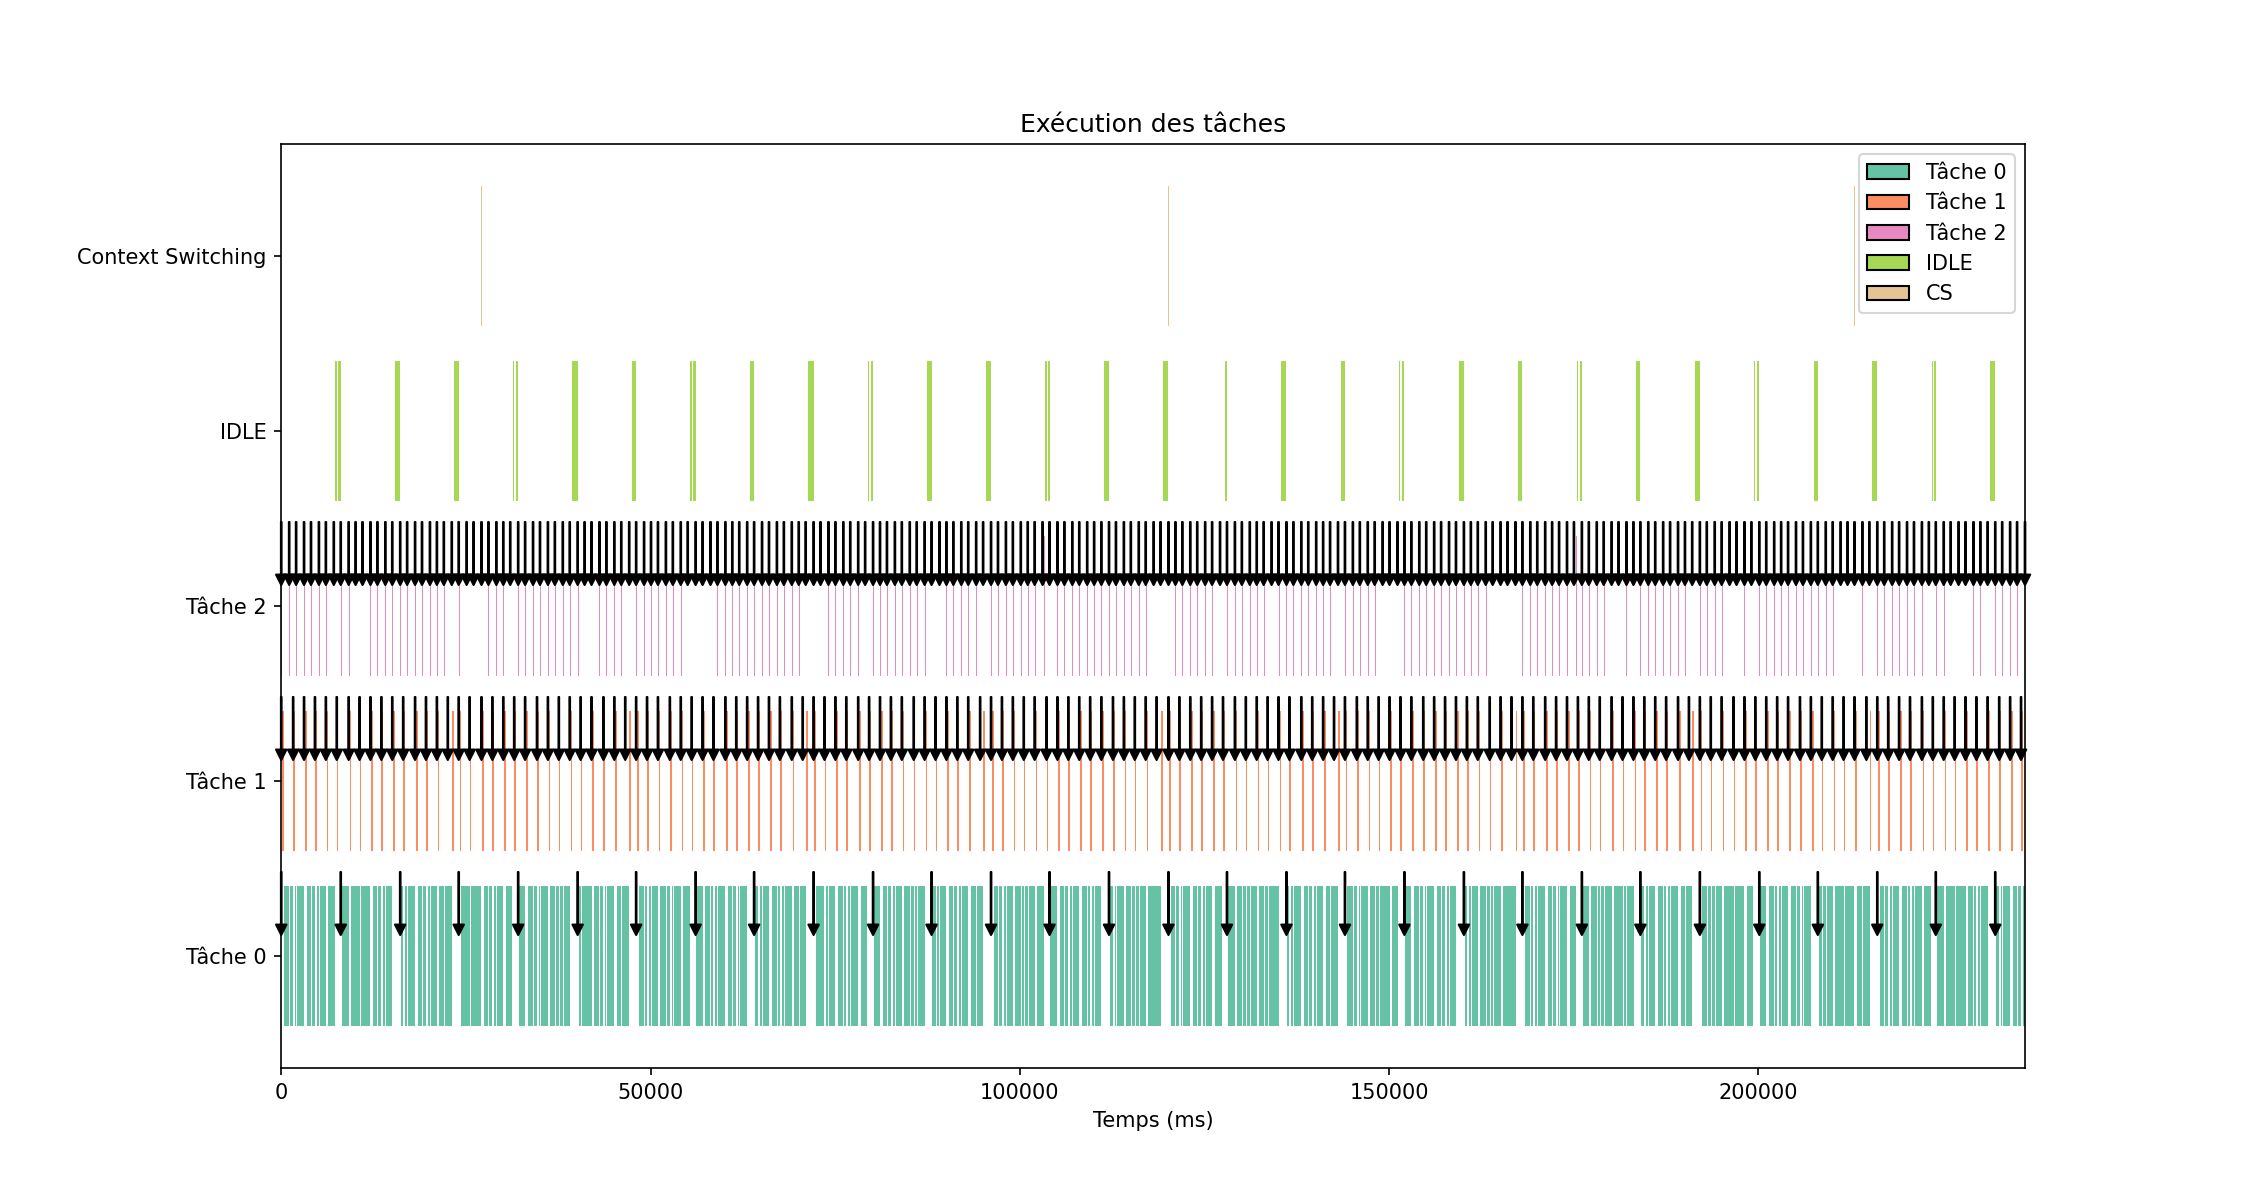 Exécution des tâches
Tâche 0
Tâche 1
Tâche 2
IDLE
CS
Context Switching
IDLE
Tâche 2
Tâche 1
Tâche 0
0
50000
100000
150000
200000
Temps (ms)